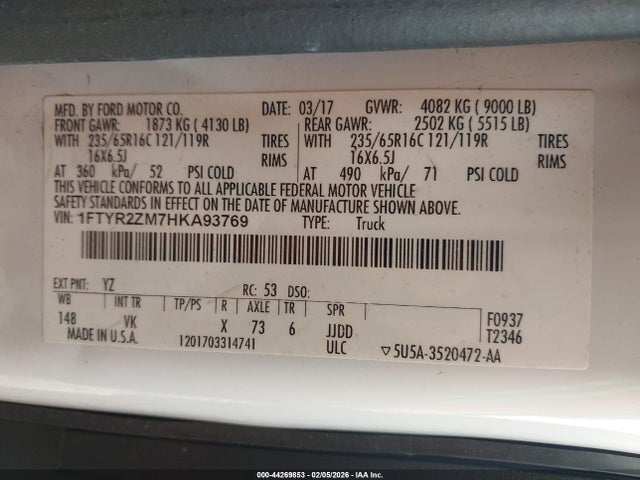 MFD. BY FORD MOTOR CO. DATE: 03/17 GVWR: 4082 KG ( 9000 LB)
FRONT GAWR: 1873 KG ( 4130 LB) REAR GAWR: 2502 KG ( 5515 LB)
WITH 235/65R16C 121/119R TIRES WITH 235/65R16C 121/119R TIRES
16X6.5J RIMS 16X6.5J RIMS
AT 360 kPa/ 52 PSI COLD AT 490 kPa/ 71 PSI COLD
THIS VEHICLE CONFORMS TO ALL APPLICABLE FEDERAL MOTOR VEHICLE
SAFETY STANDARDS IN EFFECT ON THE DATE OF MANUFACTURE SHOWN ABOVE.
VIN: 1FTYR2ZM7HKA93769 TYPE: Truck
EXT PNT: YZ RC: 53 DSO:
WB INT TR TP/PS R AXLE TR SPR F0937
148 VK X 73 6 JJDD T2346
MADE IN U.S.A. 1201703314741 ULC ▽5U5A-3520472-AA
000-44269853 - 02/05/2026 - IAA Inc.